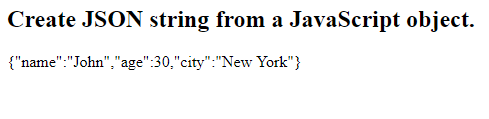 Create JSON string from a JavaScript object.
{"name":"John","age":30,"city":"New York"}